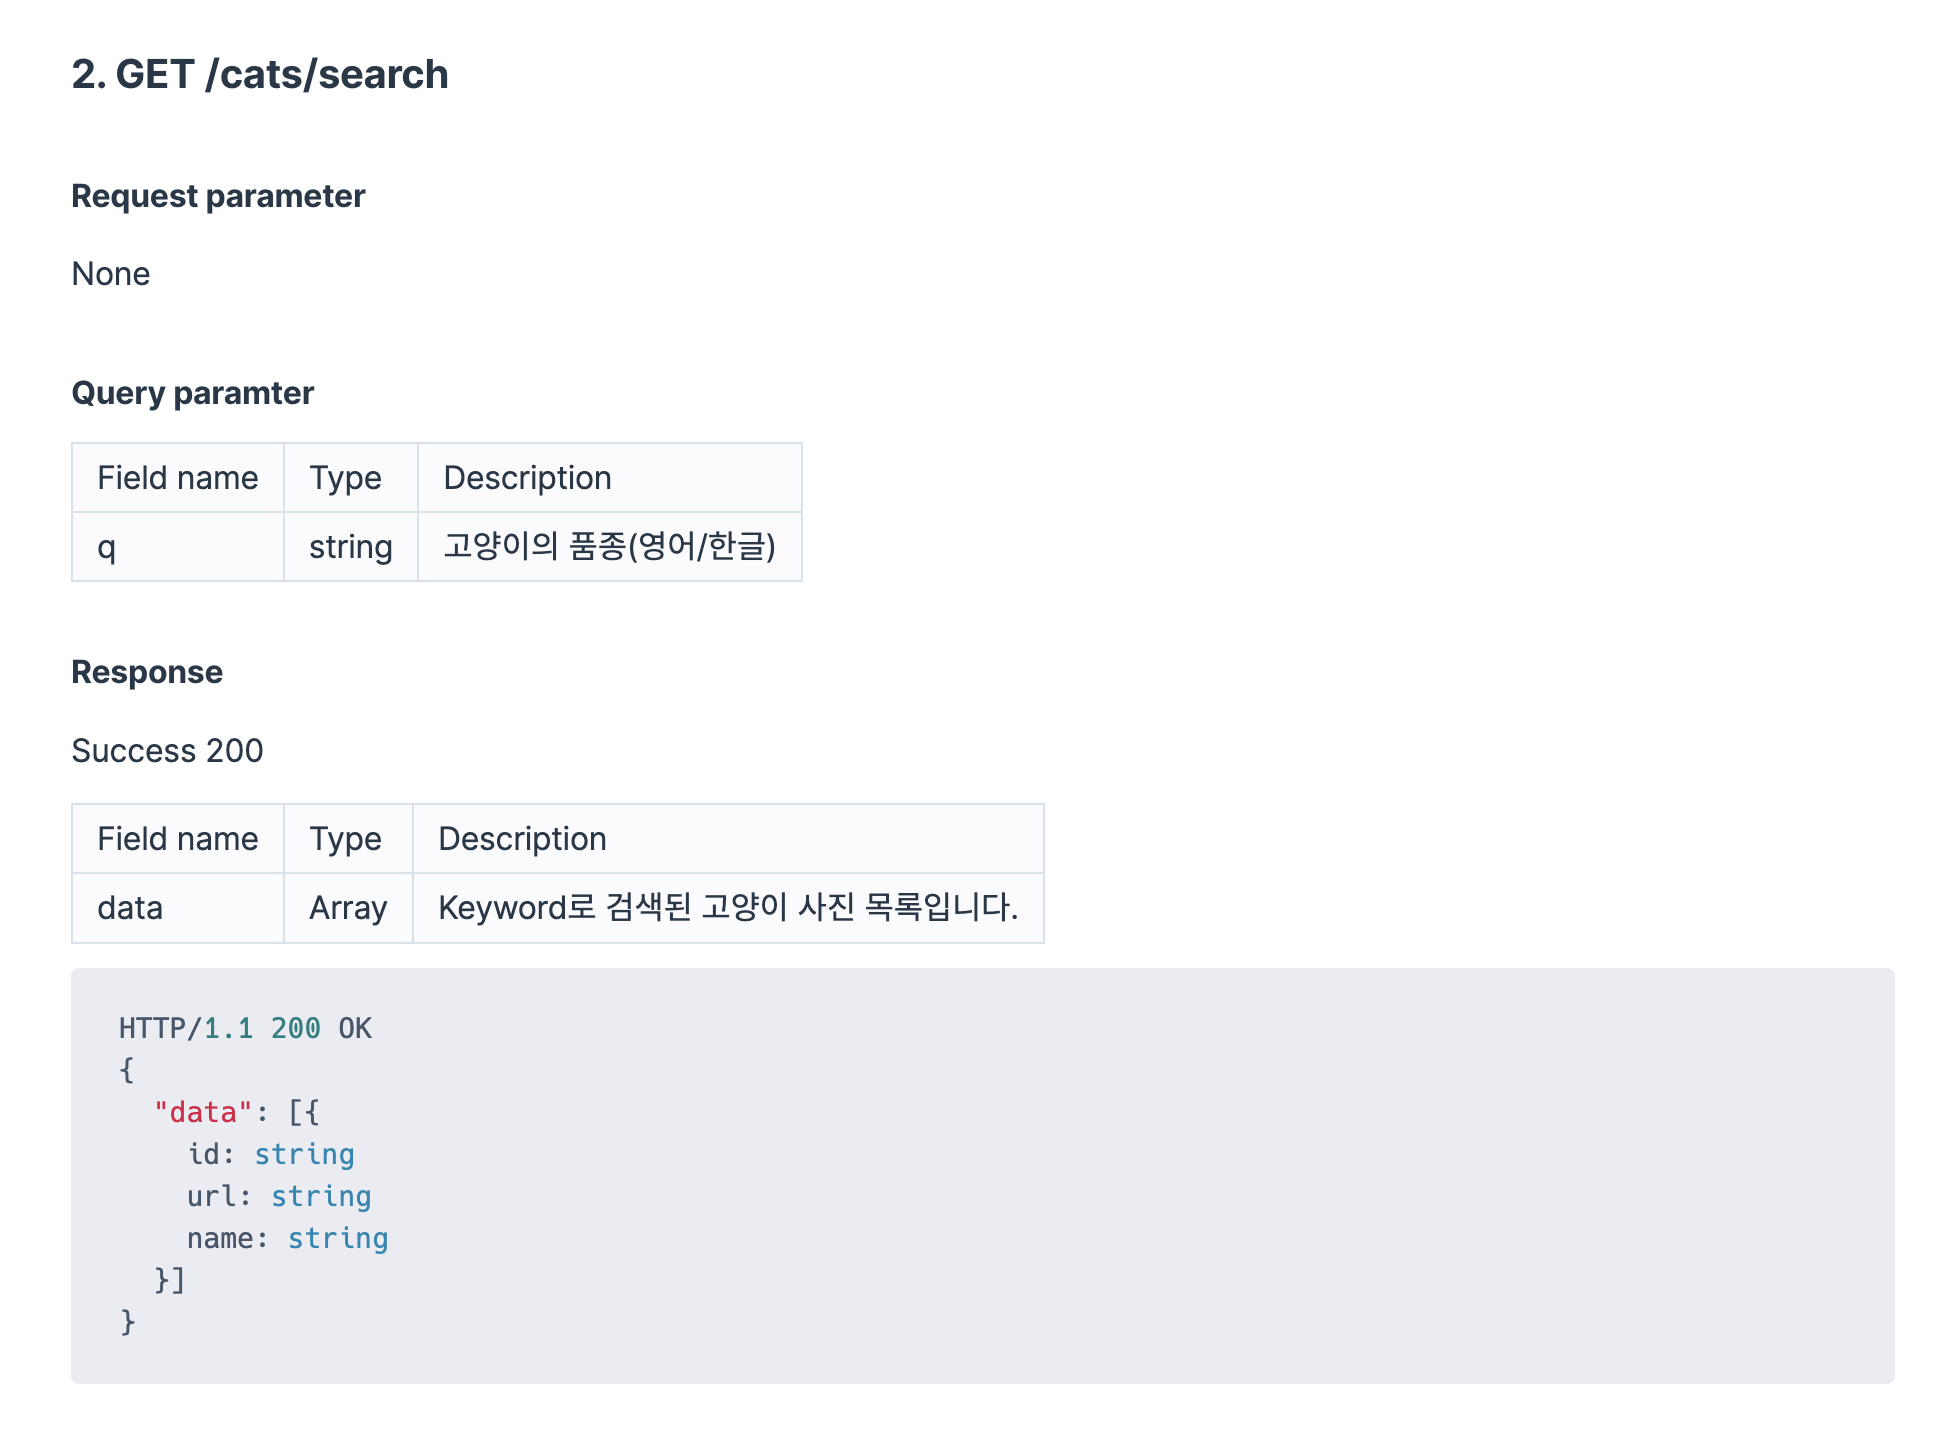 2. GET /cats/search
Request parameter
None
Query paramter
Field name Type Description
q string 고양이의 품종(영어/한글)
Response
Success 200
Field name Type Description
data Array Keyword로 검색된 고양이 사진 목록입니다.
HTTP/1.1 200 OK
{
  "data": [{
    id: string
    url: string
    name: string
  }]
}